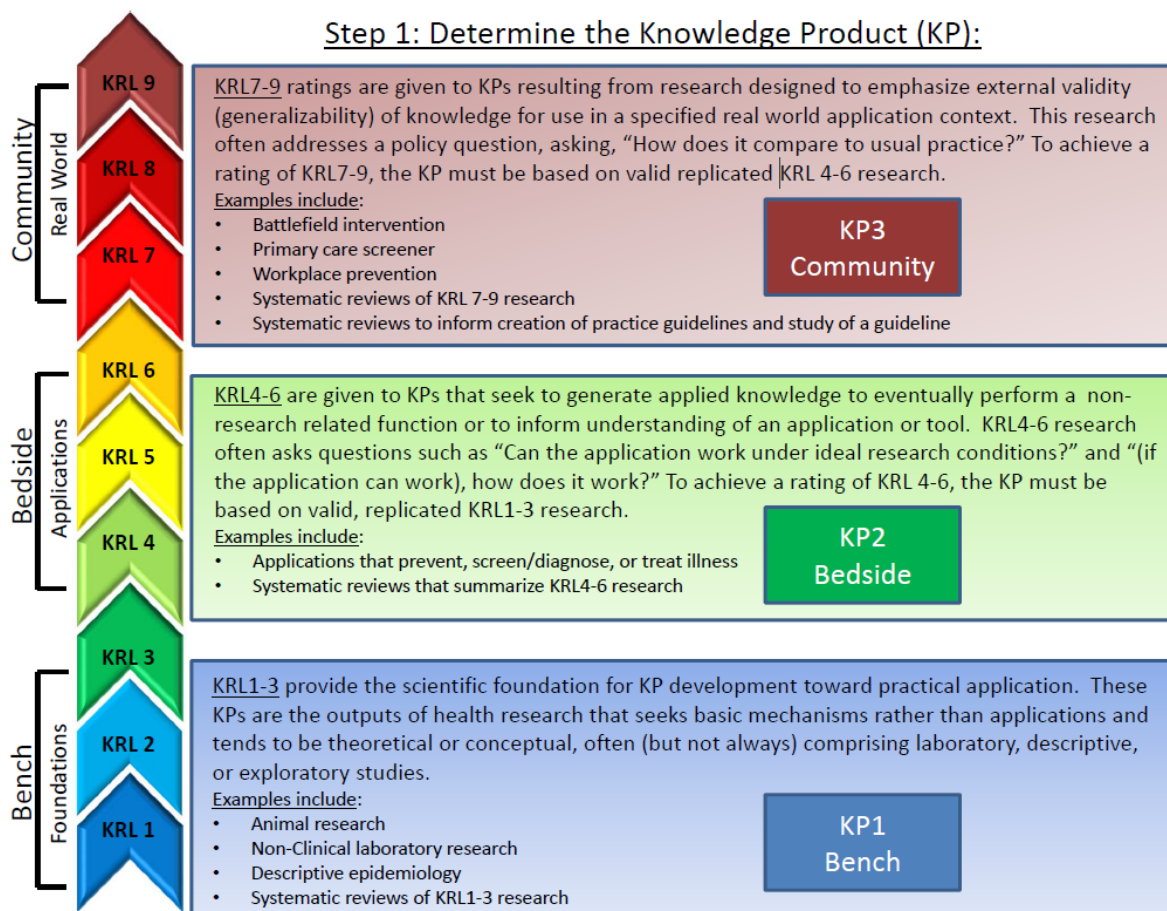 Step 1: Determine the Knowledge Product (KP):
Community
Real World
KRL 9
KRL 8
KRL 7
KRL7-9 ratings are given to KPs resulting from research designed to emphasize external validity
(generalizability) of knowledge for use in a specified real world application context. This research
often addresses a policy question, asking, “How does it compare to usual practice?” To achieve a
rating of KRL7-9, the KP must be based on valid replicated KRL 4-6 research.
Examples include:
• Battlefield intervention
• Primary care screener
• Workplace prevention
• Systematic reviews of KRL 7-9 research
• Systematic reviews to inform creation of practice guidelines and study of a guideline
KP3
Community
Bedside
Applications
KRL 6
KRL 5
KRL 4
KRL4-6 are given to KPs that seek to generate applied knowledge to eventually perform a non-
research related function or to inform understanding of an application or tool. KRL4-6 research
often asks questions such as “Can the application work under ideal research conditions?” and “(if
the application can work), how does it work?” To achieve a rating of KRL 4-6, the KP must be
based on valid, replicated KRL1-3 research.
Examples include:
• Applications that prevent, screen/diagnose, or treat illness
• Systematic reviews that summarize KRL4-6 research
KP2
Bedside
Bench
Foundations
KRL 3
KRL 2
KRL 1
KRL1-3 provide the scientific foundation for KP development toward practical application. These
KPs are the outputs of health research that seeks basic mechanisms rather than applications and
tends to be theoretical or conceptual, often (but not always) comprising laboratory, descriptive,
or exploratory studies.
Examples include:
• Animal research
• Non-Clinical laboratory research
• Descriptive epidemiology
• Systematic reviews of KRL1-3 research
KP1
Bench